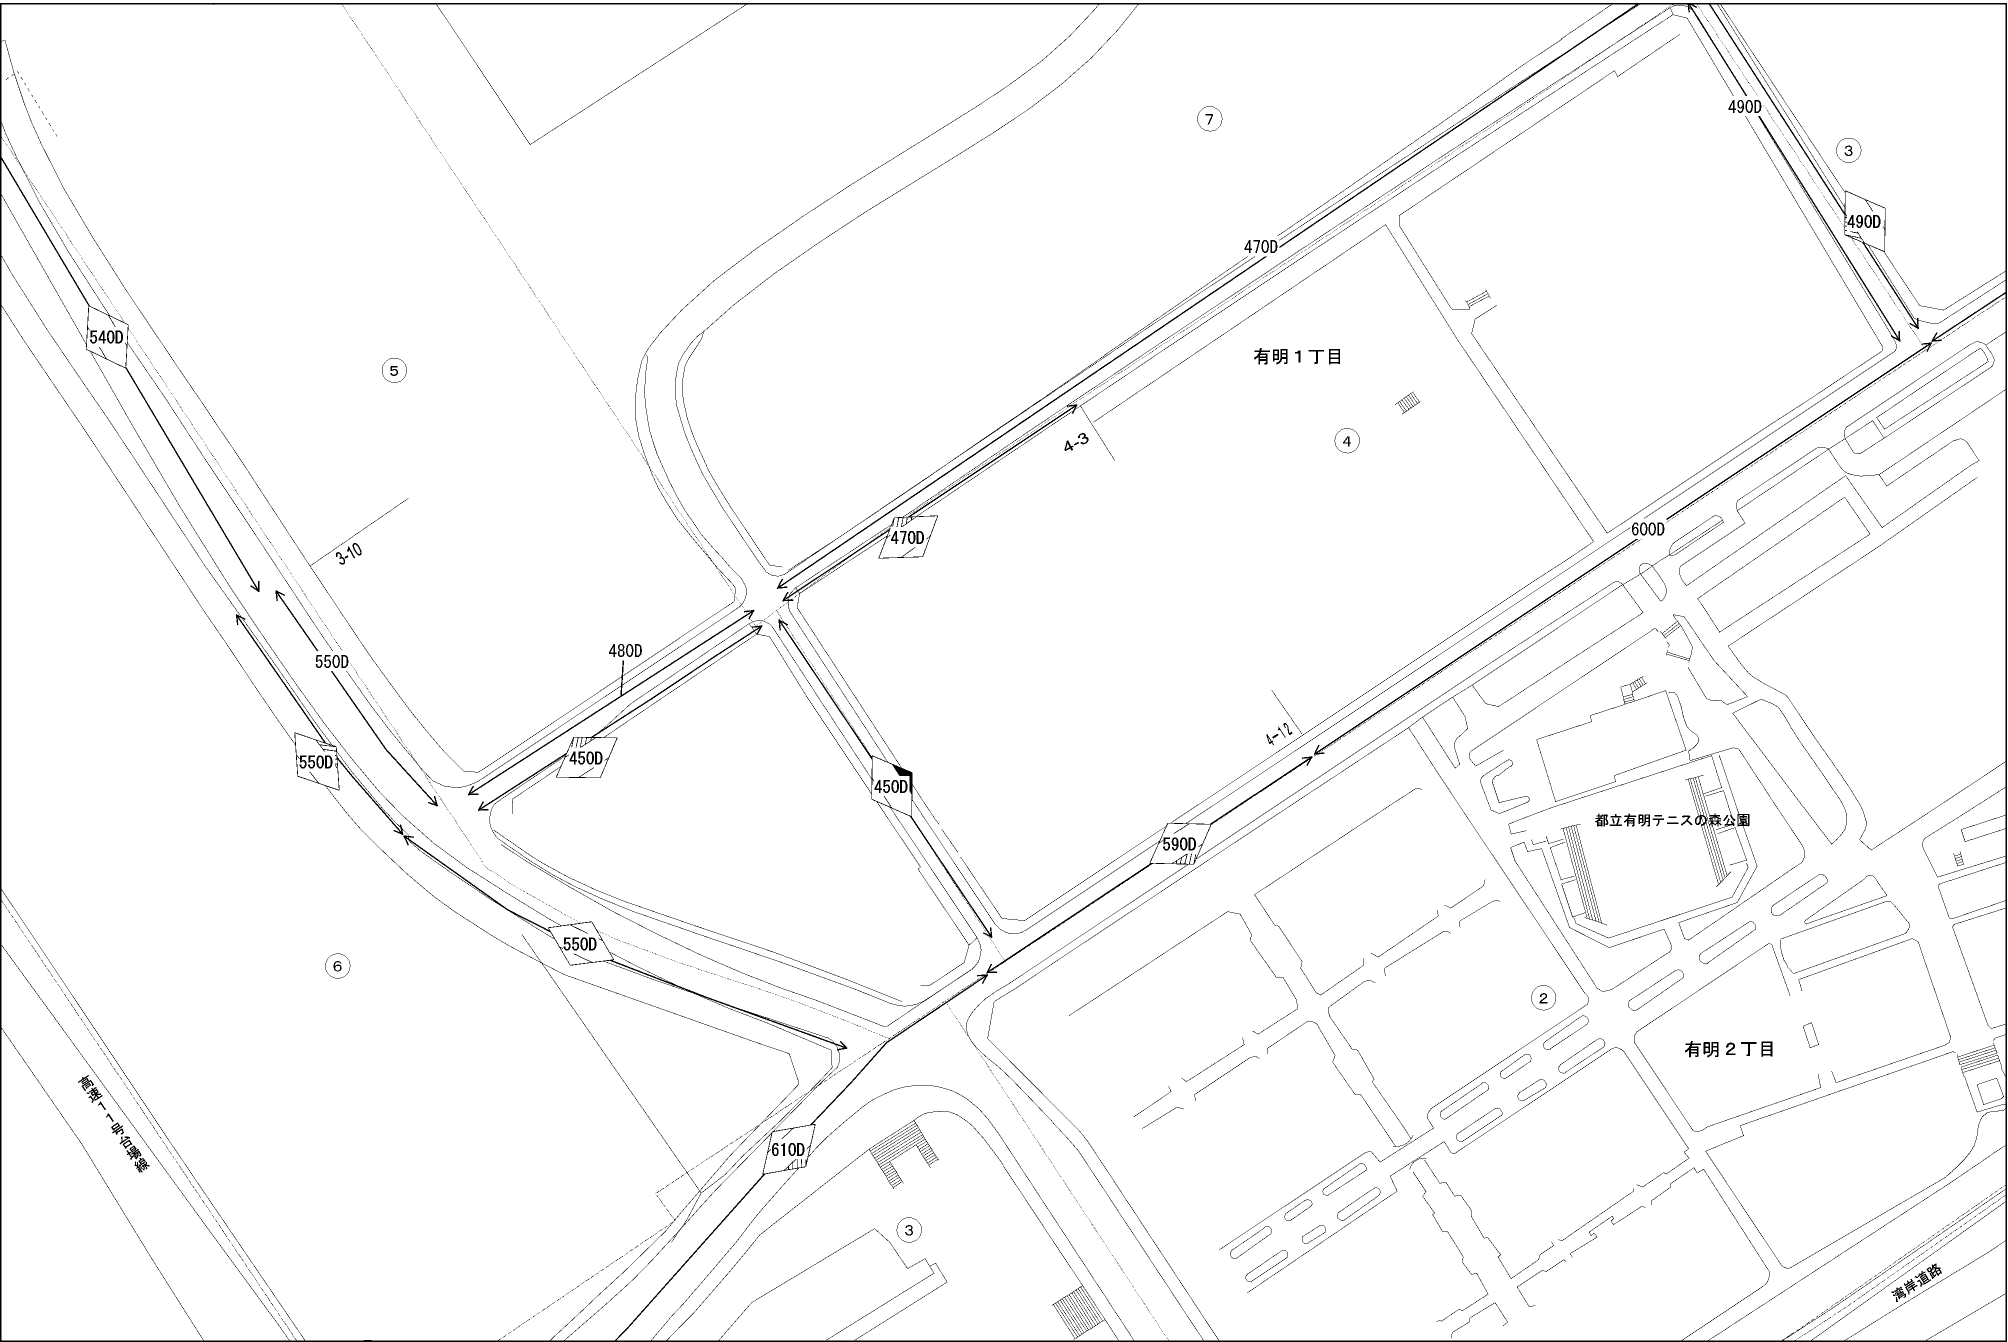 490D
⑦
③
490D
470D
540D
有明1丁目
⑤
④
4-3
470D
600D
3-10
480D
550D
4-12
550D
450D
450D
都立有明テニスの森公園
590D
550D
⑥
②
有明2丁目
高速11号台場線
610D
③
湾岸道路